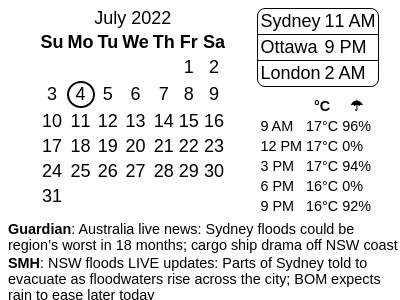 July 2022
Su Mo Tu We Th Fr Sa
1 2
3 4 5 6 7 8 9
10 11 12 13 14 15 16
17 18 19 20 21 22 23
24 25 26 27 28 29 30
31
Sydney 11 AM
Ottawa 9 PM
London 2 AM
°C ☂
9 AM 17°C 96%
12 PM 17°C 0%
3 PM 17°C 94%
6 PM 16°C 0%
9 PM 16°C 92%
Guardian: Australia live news: Sydney floods could be
region's worst in 18 months; cargo ship drama off NSW coast
SMH: NSW floods LIVE updates: Parts of Sydney told to
evacuate as floodwaters rise across the city; BOM expects
rain to ease later today